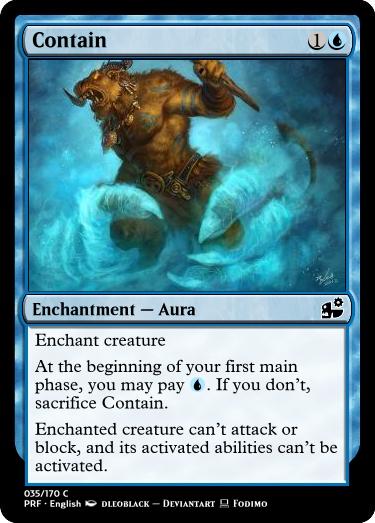 Contain 1
Enchantment — Aura
Enchant creature
At the beginning of your first main
phase, you may pay . If you don't,
sacrifice Contain.
Enchanted creature can't attack or
block, and its activated abilities can't be
activated.
035/170 C
PRF • English DLEOBLACK — DEVIANTART FODIMO